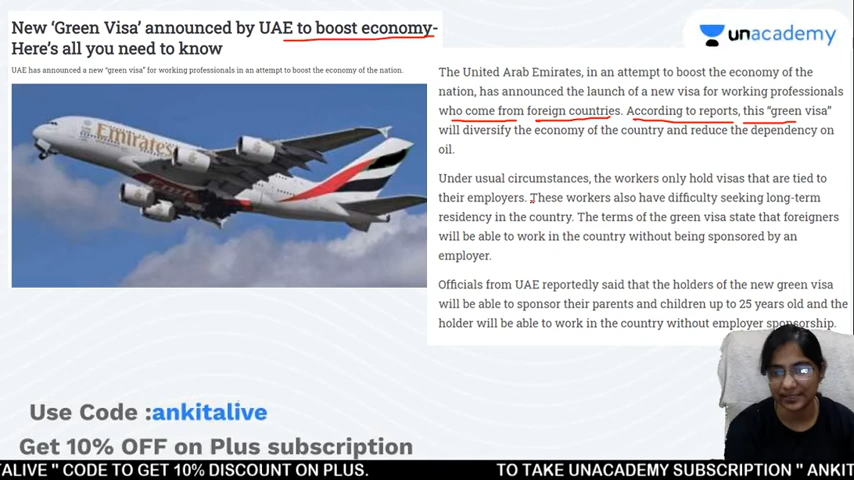 New 'Green Visa' announced by UAE to boost economy-
Here's all you need to know
UAE has announced a new "green visa" for working professionals in an attempt to boost the economy of the nation.
Emirates
unacademy
The United Arab Emirates, in an attempt to boost the economy of the
nation, has announced the launch of a new visa for working professionals
who come from foreign countries. According to reports, this "green visa"
will diversify the economy of the country and reduce the dependency on
oil.
Under usual circumstances, the workers only hold visas that are tied to
their employers. These workers also have difficulty seeking long-term
residency in the country. The terms of the green visa state that foreigners
will be able to work in the country without being sponsored by an
employer.
Officials from UAE reportedly said that the holders of the new green visa
will be able to sponsor their parents and children up to 25 years old and the
holder will be able to work in the country without employer sponsorship.
Use Code :ankitalive
Get 10% OFF on Plus subscription
ALIVE " CODE TO GET 10% DISCOUNT ON PLUS. TO TAKE UNACADEMY SUBSCRIPTION " ANKIT